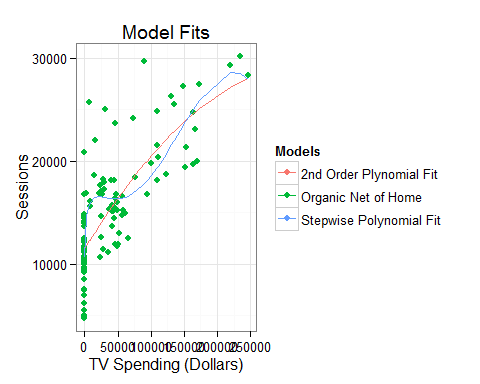 Model Fits
30000
20000
10000
Sessions
0 50000 100000 150000 200000 250000
TV Spending (Dollars)
Models
2nd Order Plynomial Fit
Organic Net of Home
Stepwise Polynomial Fit